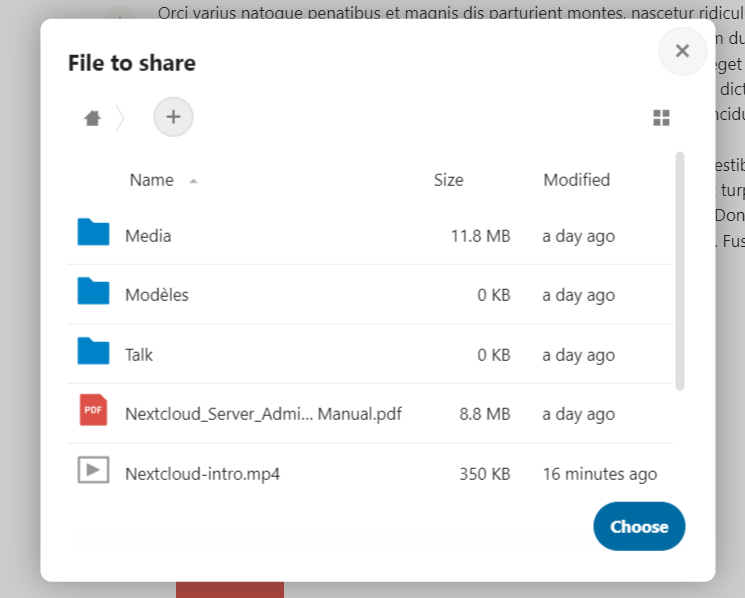 Orci varius natoque penatibus et magnis dis parturient montes, nascetur ridicul
File to share
Name
Size
Modified
Media
11.8 MB
a day ago
Modèles
0 KB
a day ago
Talk
0 KB
a day ago
PDF
Nextcloud_Server_Admi... Manual.pdf
8.8 MB
a day ago
Nextcloud-intro.mp4
350 KB
16 minutes ago
Choose